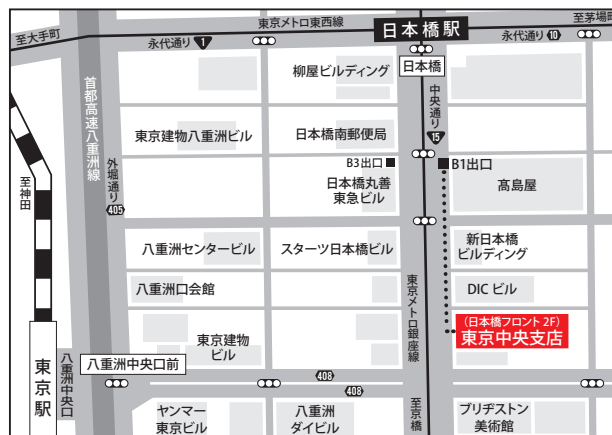 東京メトロ東西線
日本橋駅
至茅場町
至大手町
永代通り 1
永代通り 10
柳屋ビルディング
日本橋
中央通り
15
首都高速八重洲線
東京建物八重洲ビル
日本橋南郵便局
B3出口
B1出口
外堀通り
405
至神田
日本橋丸善
東急ビル
髙島屋
八重洲センタービル
スターツ日本橋ビル
新日本橋
ビルディング
八重洲口会館
東京メトロ銀座線
DIC ビル
(日本橋フロント 2F)
東京中央支店
東京駅
八重洲中央口
八重洲中央口前
東京建物
ビル
408
408
至京橋
ヤンマー
東京ビル
八重洲
ダイビル
ブリヂストン
美術館